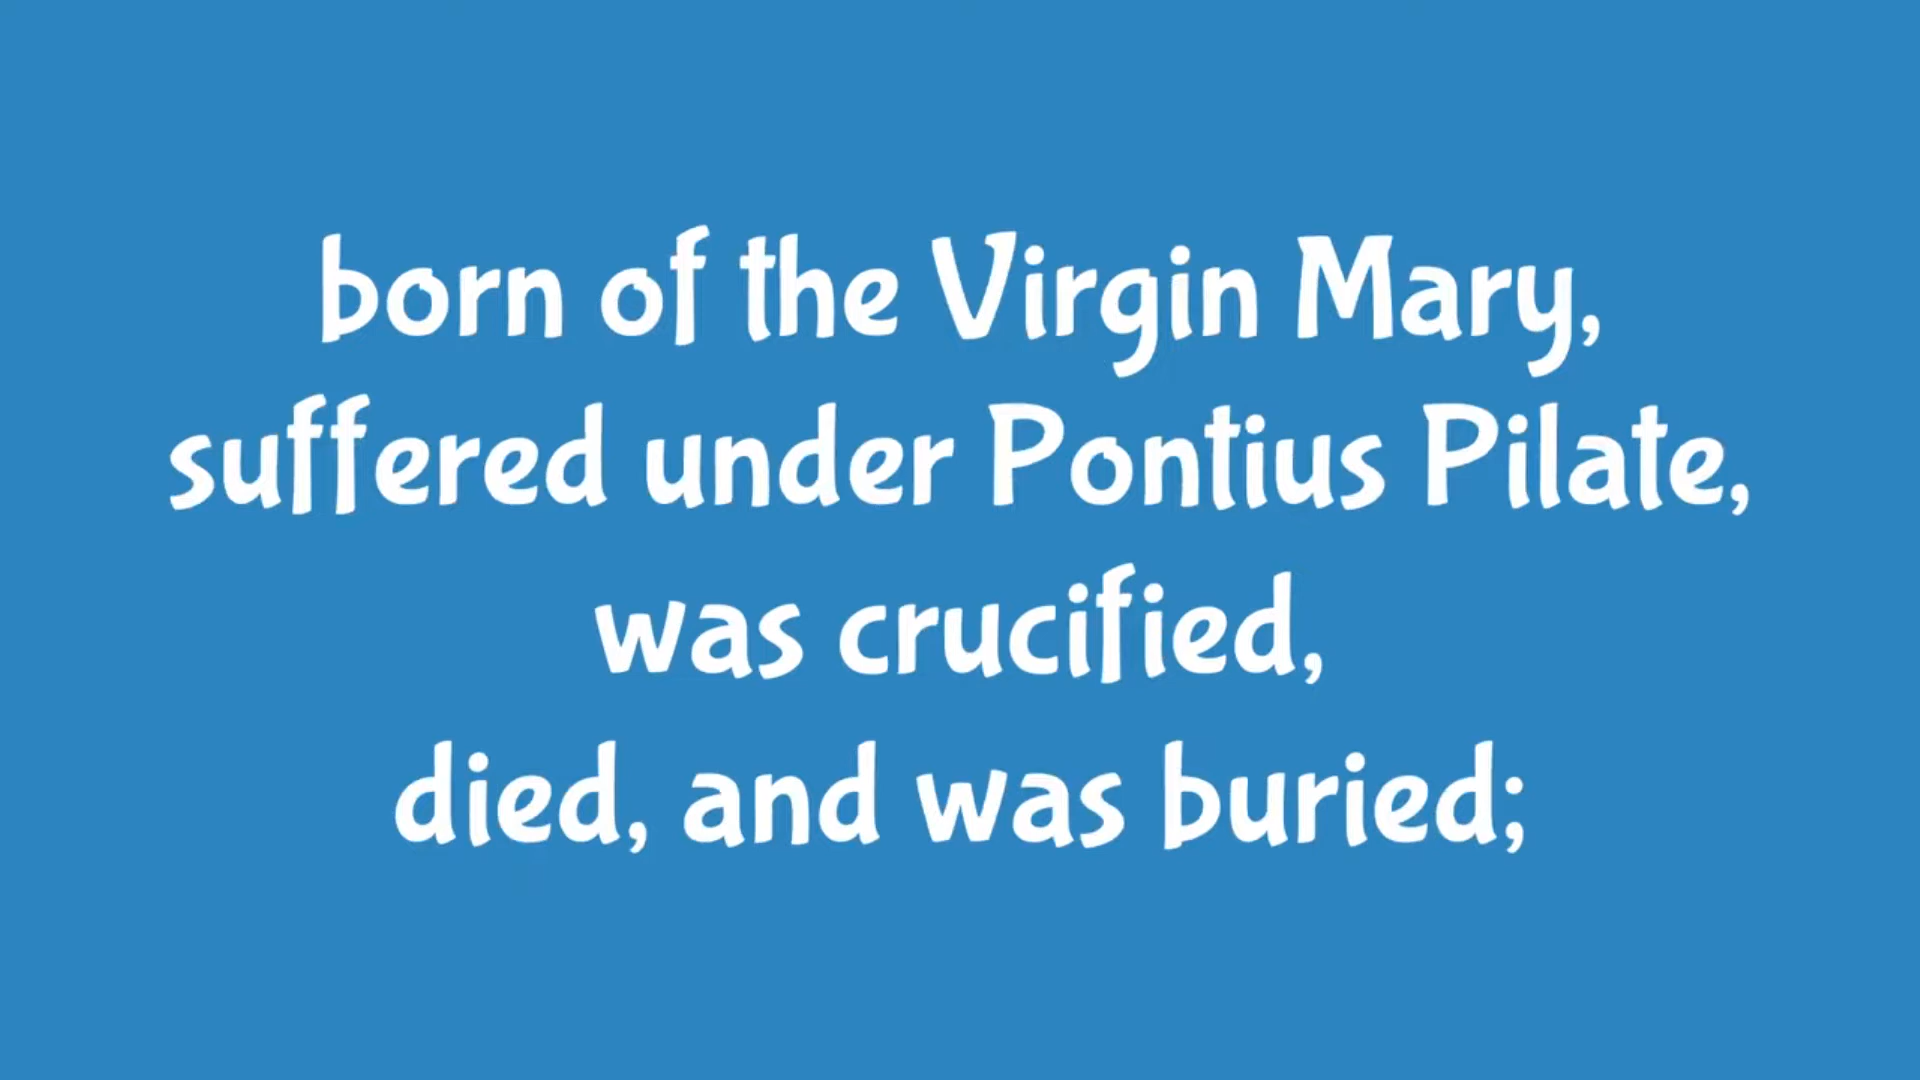 born of the Virgin Mary,
suffered under Pontius Pilate,
was crucified,
died, and was buried;